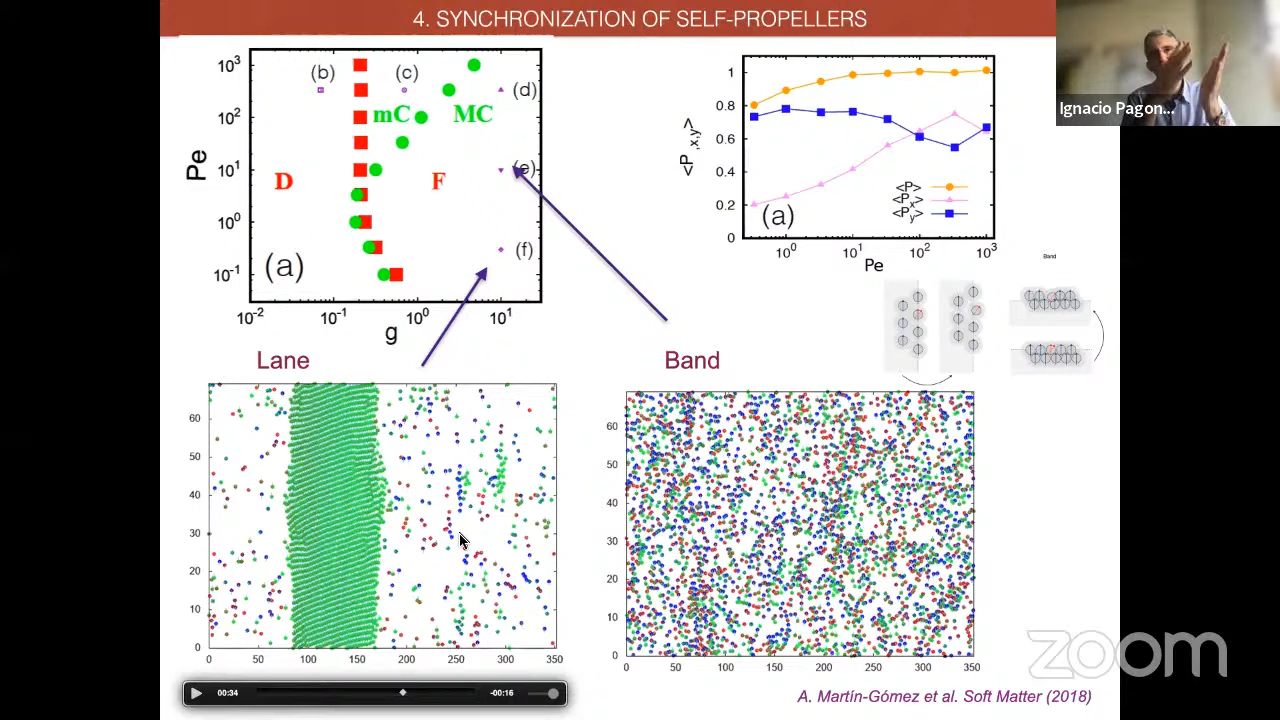 4. SYNCHRONIZATION OF SELF-PROPELLERS
Ignacio Pagon...
10³
10²
10¹
10⁰
10⁻¹
Pe
(b)
(c)
(d)
(e)
(f)
mC
MC
D
F
(a)
10⁻²
10⁻¹
10⁰
10¹
g
1
0.8
0.6
0.4
0.2
0
<P,x,y>
<P>
<Px>
<Py>
(a)
10⁰
10¹
10²
10³
Pe
Band
Lane
Band
60
50
40
30
20
10
0
0
50
100
150
200
250
300
350
60
50
40
30
20
10
0
0
50
100
150
200
250
300
350
00:34
-00:16
zoom
A. Martín-Gómez et al. Soft Matter (2018)